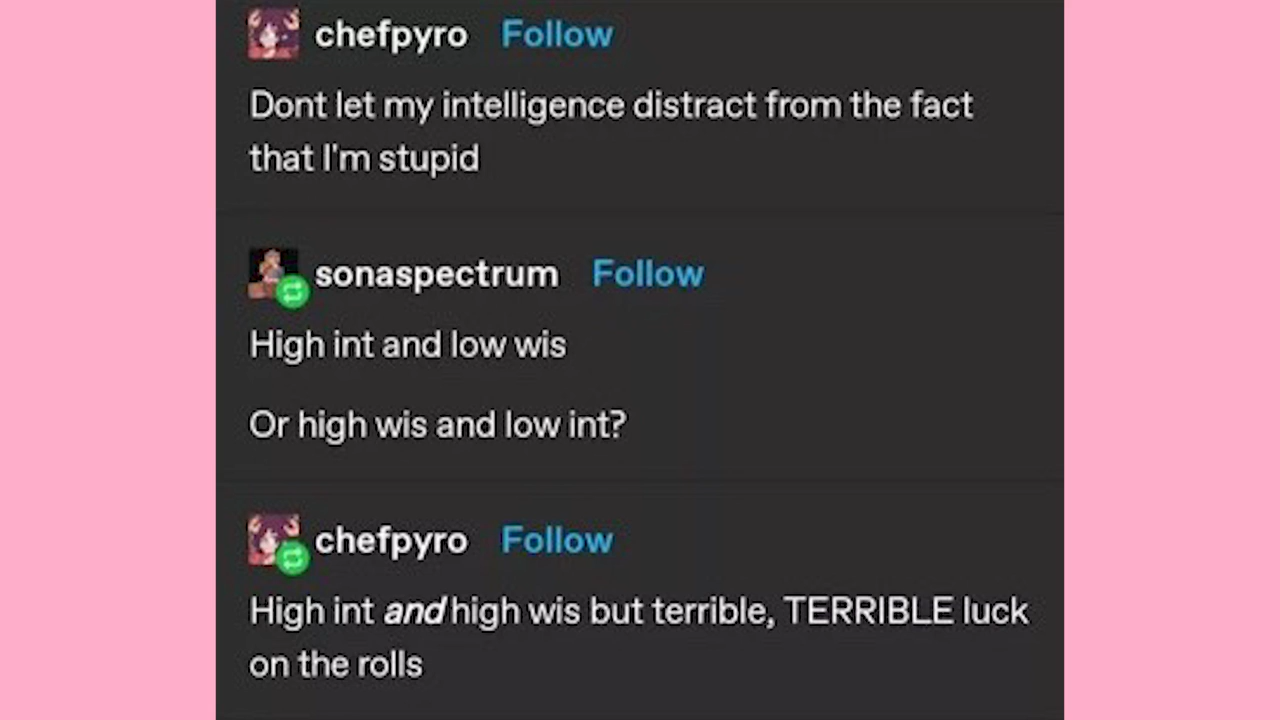 chefpyro Follow
Dont let my intelligence distract from the fact
that I'm stupid
sonaspectrum Follow
High int and low wis
Or high wis and low int?
chefpyro Follow
High int and high wis but terrible, TERRIBLE luck
on the rolls